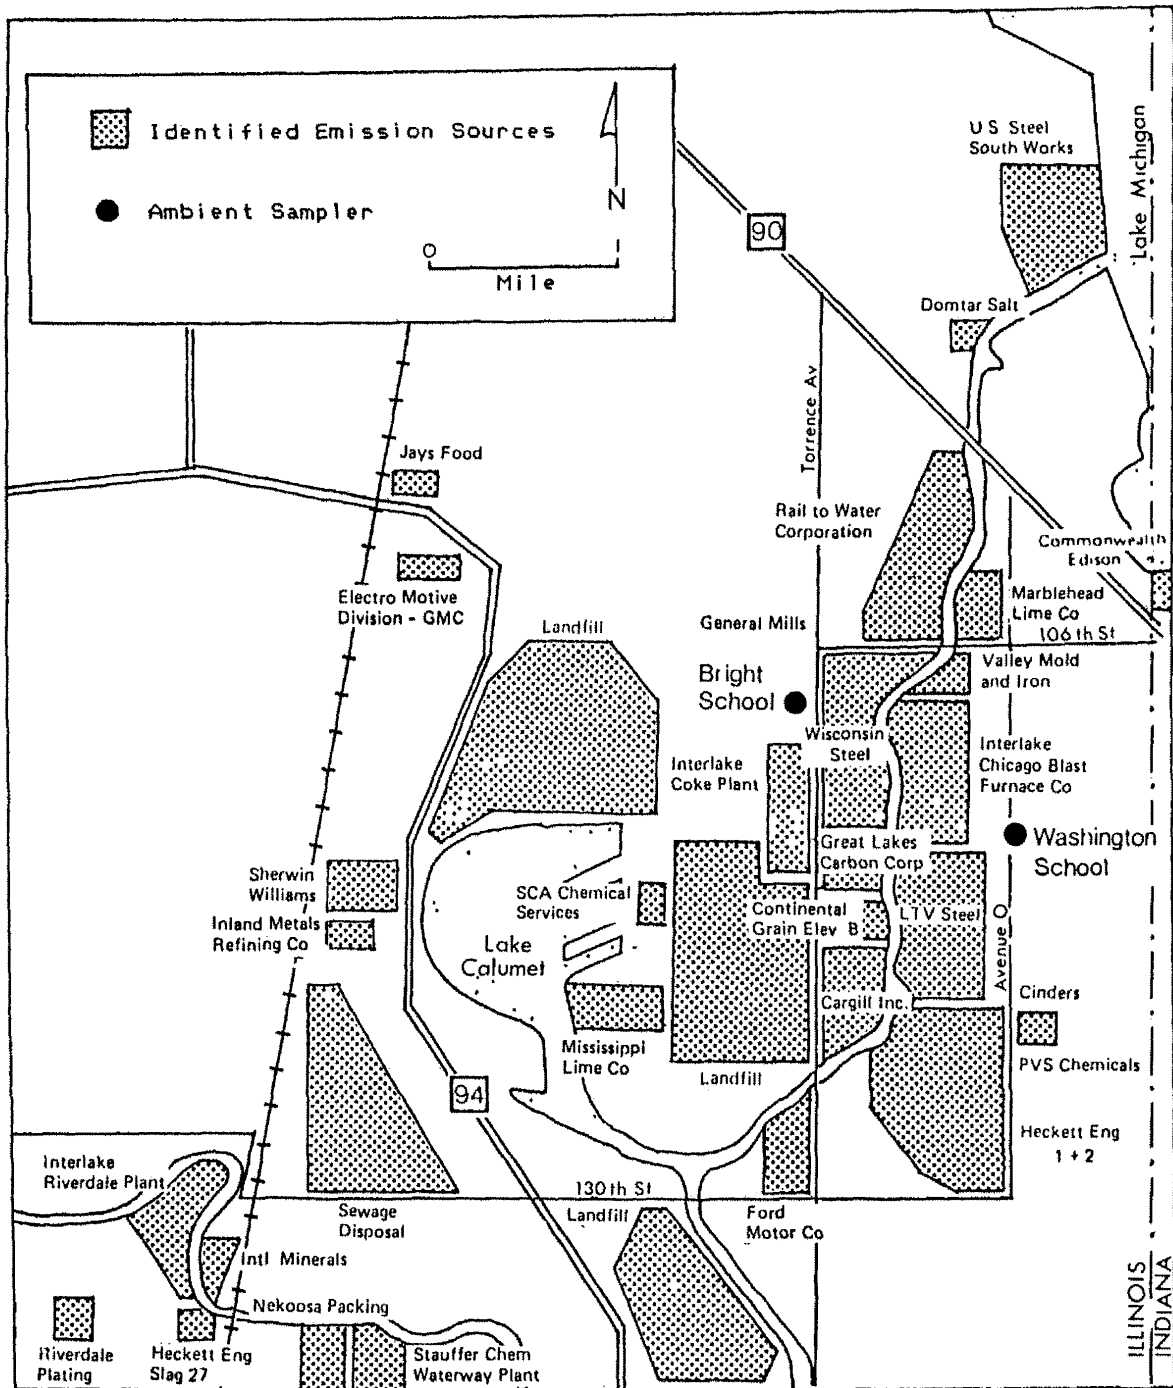 Identified Emission Sources
Ambient Sampler
N
0
Mile
90
U S Steel
South Works
Lake Michigan
Domtar Salt
Torrence Av
Jays Food
Rail to Water
Corporation
Commonwealth
Edison
Electro Motive
Division - GMC
Marblehead
Lime Co
106 th St
General Mills
Landfill
Valley Mold
and Iron
Bright
School
Wisconsin
Steel
Interlake
Coke Plant
Interlake
Chicago Blast
Furnace Co
Washington
School
Great Lakes
Carbon Corp
Sherwin
Williams
SCA Chemical
Services
Continental
Grain Elev B
LTV Steel
Avenue O
Inland Metals
Refining Co
Lake
Calumet
Cargill Inc.
Cinders
Mississippi
Lime Co
Landfill
PVS Chemicals
94
Heckett Eng
1 + 2
Interlake
Riverdale Plant
130 th St
Sewage
Disposal
Landfill
Ford
Motor Co
Intl Minerals
Nekoosa Packing
Riverdale
Plating
Heckett Eng
Slag 27
Stauffer Chem
Waterway Plant
ILLINOIS
INDIANA